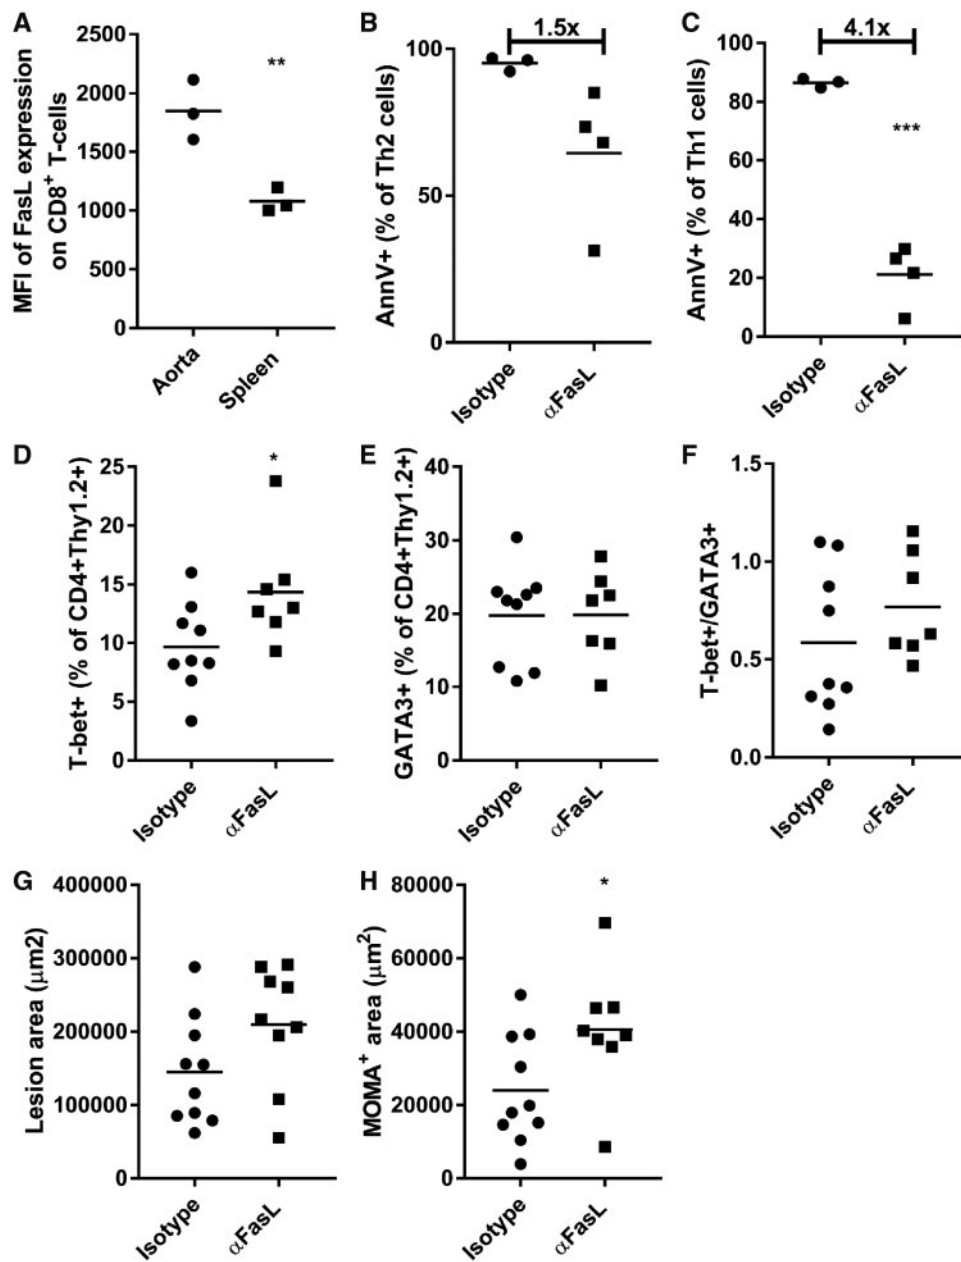 A
MFI of FasL expression
on CD8⁺ T-cells
2500
2000
1500
1000
500
0
**
Aorta
Spleen
B
AnnV+ (% of Th2 cells)
100
50
0
1.5x
Isotype
αFasL
C
AnnV+ (% of Th1 cells)
100
80
60
40
20
0
4.1x
***
Isotype
αFasL
D
T-bet+ (% of CD4+Thy1.2+)
25
20
15
10
5
0
*
Isotype
αFasL
E
GATA3+ (% of CD4+Thy1.2+)
40
30
20
10
0
Isotype
αFasL
F
T-bet+/GATA3+
1.5
1.0
0.5
0.0
Isotype
αFasL
G
Lesion area (μm2)
400000
300000
200000
100000
0
Isotype
αFasL
H
MOMA⁺ area (μm²)
80000
60000
40000
20000
0
*
Isotype
αFasL